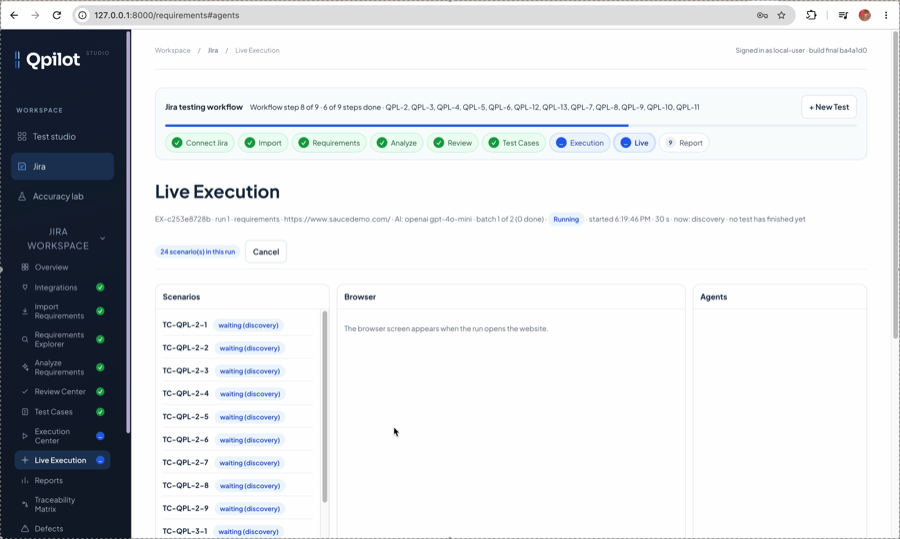 127.0.0.1:8000/requirements#agents
Qpilot STUDIO
WORKSPACE
Test studio
Jira
Accuracy lab
JIRA
WORKSPACE
Overview
Integrations
Import
Requirements
Requirements
Explorer
Analyze
Requirements
Review Center
Test Cases
Execution
Center
Live Execution
Reports
Traceability
Matrix
Defects
Workspace / Jira / Live Execution
Signed in as local-user · build final ba4a1d0
Jira testing workflow Workflow step 8 of 9 · 6 of 9 steps done · QPL-2, QPL-3, QPL-4, QPL-5, QPL-6, QPL-12, QPL-13, QPL-7, QPL-8, QPL-9, QPL-10, QPL-11
+ New Test
Connect Jira Import Requirements Analyze Review Test Cases Execution Live 9 Report
Live Execution
EX-c253e8728b · run 1 · requirements · https://www.saucedemo.com/ · AI: openai gpt-4o-mini · batch 1 of 2 (0 done) · Running · started 6:19:46 PM · 30 s · now: discovery · no test has finished yet
24 scenario(s) in this run Cancel
Scenarios
TC-QPL-2-1 waiting (discovery)
TC-QPL-2-2 waiting (discovery)
TC-QPL-2-3 waiting (discovery)
TC-QPL-2-4 waiting (discovery)
TC-QPL-2-5 waiting (discovery)
TC-QPL-2-6 waiting (discovery)
TC-QPL-2-7 waiting (discovery)
TC-QPL-2-8 waiting (discovery)
TC-QPL-2-9 waiting (discovery)
TC-QPL-3-1 waiting (discovery)
Browser
The browser screen appears when the run opens the website.
Agents